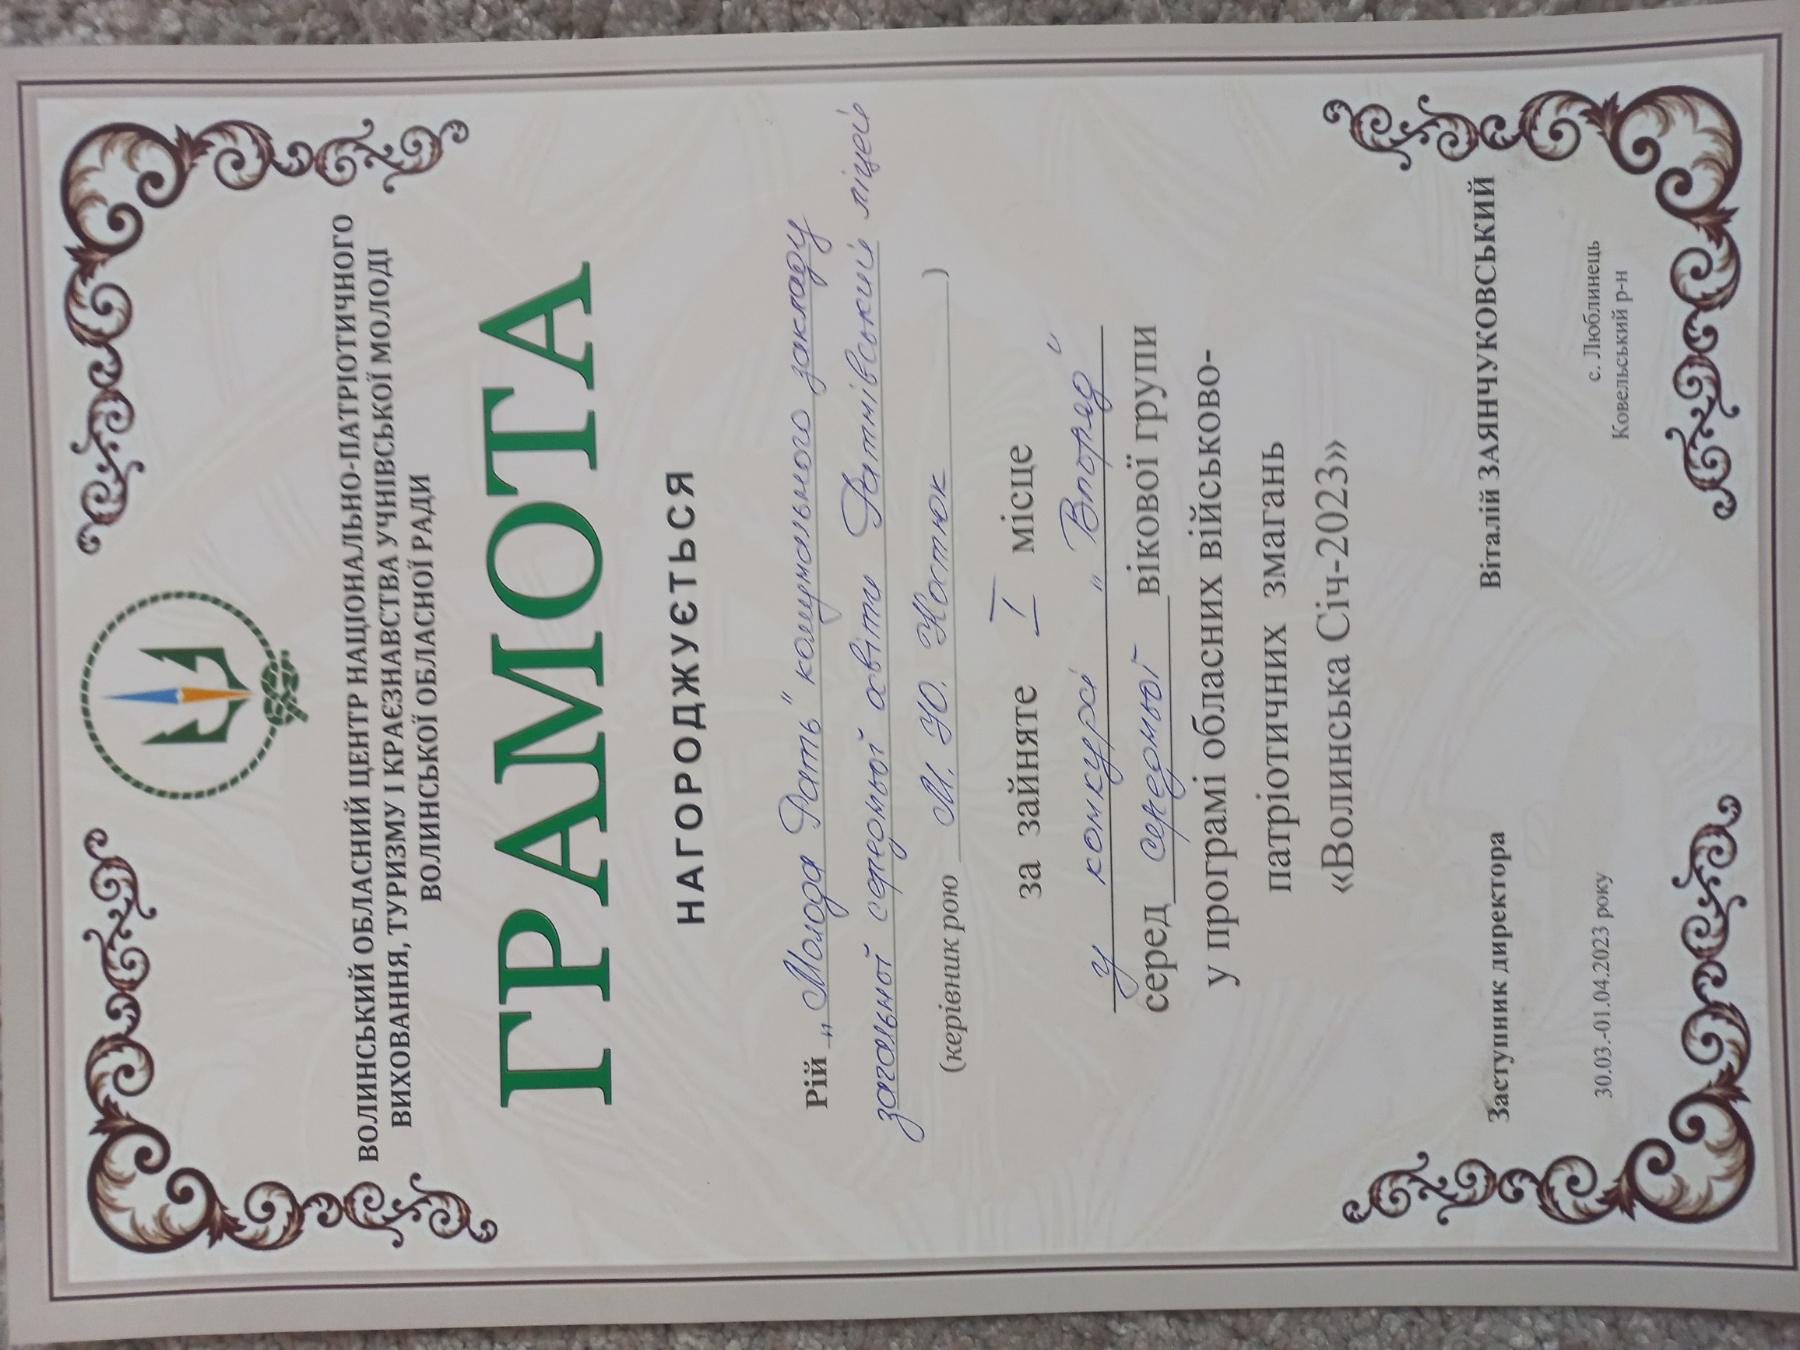 ВОЛИНСЬКИЙ ОБЛАСНИЙ ЦЕНТР НАЦІОНАЛЬНО-ПАТРІОТИЧНОГО
ВИХОВАННЯ, ТУРИЗМУ І КРАЄЗНАВСТВА УЧНІВСЬКОЇ МОЛОДІ
ВОЛИНСЬКОЇ ОБЛАСНОЇ РАДИ
ГРАМОТА
НАГОРОДЖУЄТЬСЯ
Рій „Молода Рать" комунального закладу
загальної середньої освіти Ратнівський ліцей
(керівник рою М. Ю. Костюк )
за зайняте I місце
у конкурсі „Впоряд"
серед середньої вікової групи
у програмі обласних військово-
патріотичних змагань
«Волинська Січ-2023»
Заступник директора Віталій ЗАЯНЧУКОВСЬКИЙ
30.03.-01.04.2023 року с. Люблинець
Ковельський р-н